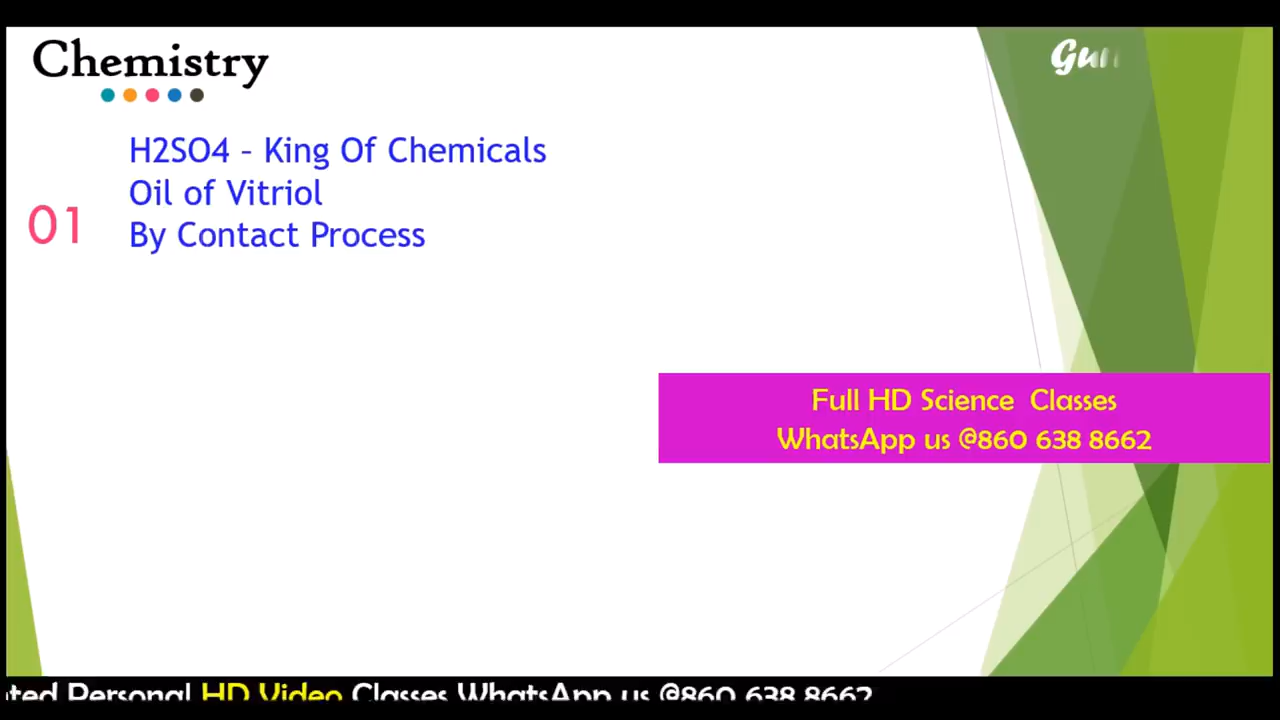 Chemistry
H2SO4 – King Of Chemicals
Oil of Vitriol
01
By Contact Process
Full HD Science Classes
WhatsApp us @860 638 8662
Personal HD Video Classes WhatsApp us @860 638 8662